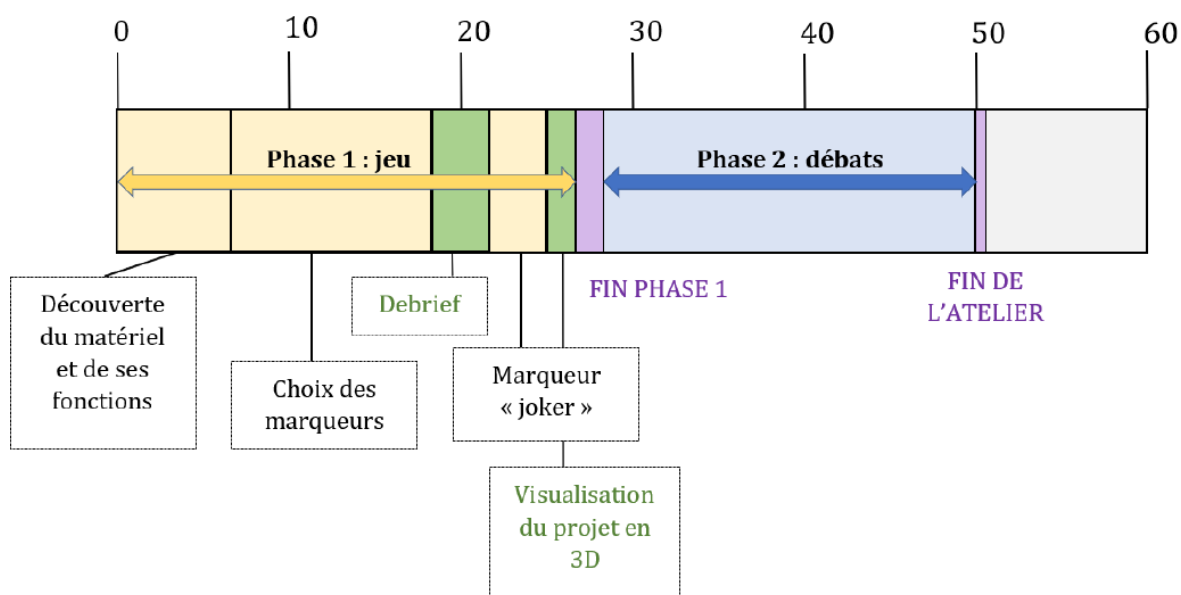 0 10 20 30 40 50 60
Phase 1 : jeu
Phase 2 : débats
Découverte
du matériel
et de ses
fonctions
Choix des
marqueurs
Debrief
Marqueur
« joker »
Visualisation
du projet en
3D
FIN PHASE 1
FIN DE
L’ATELIER